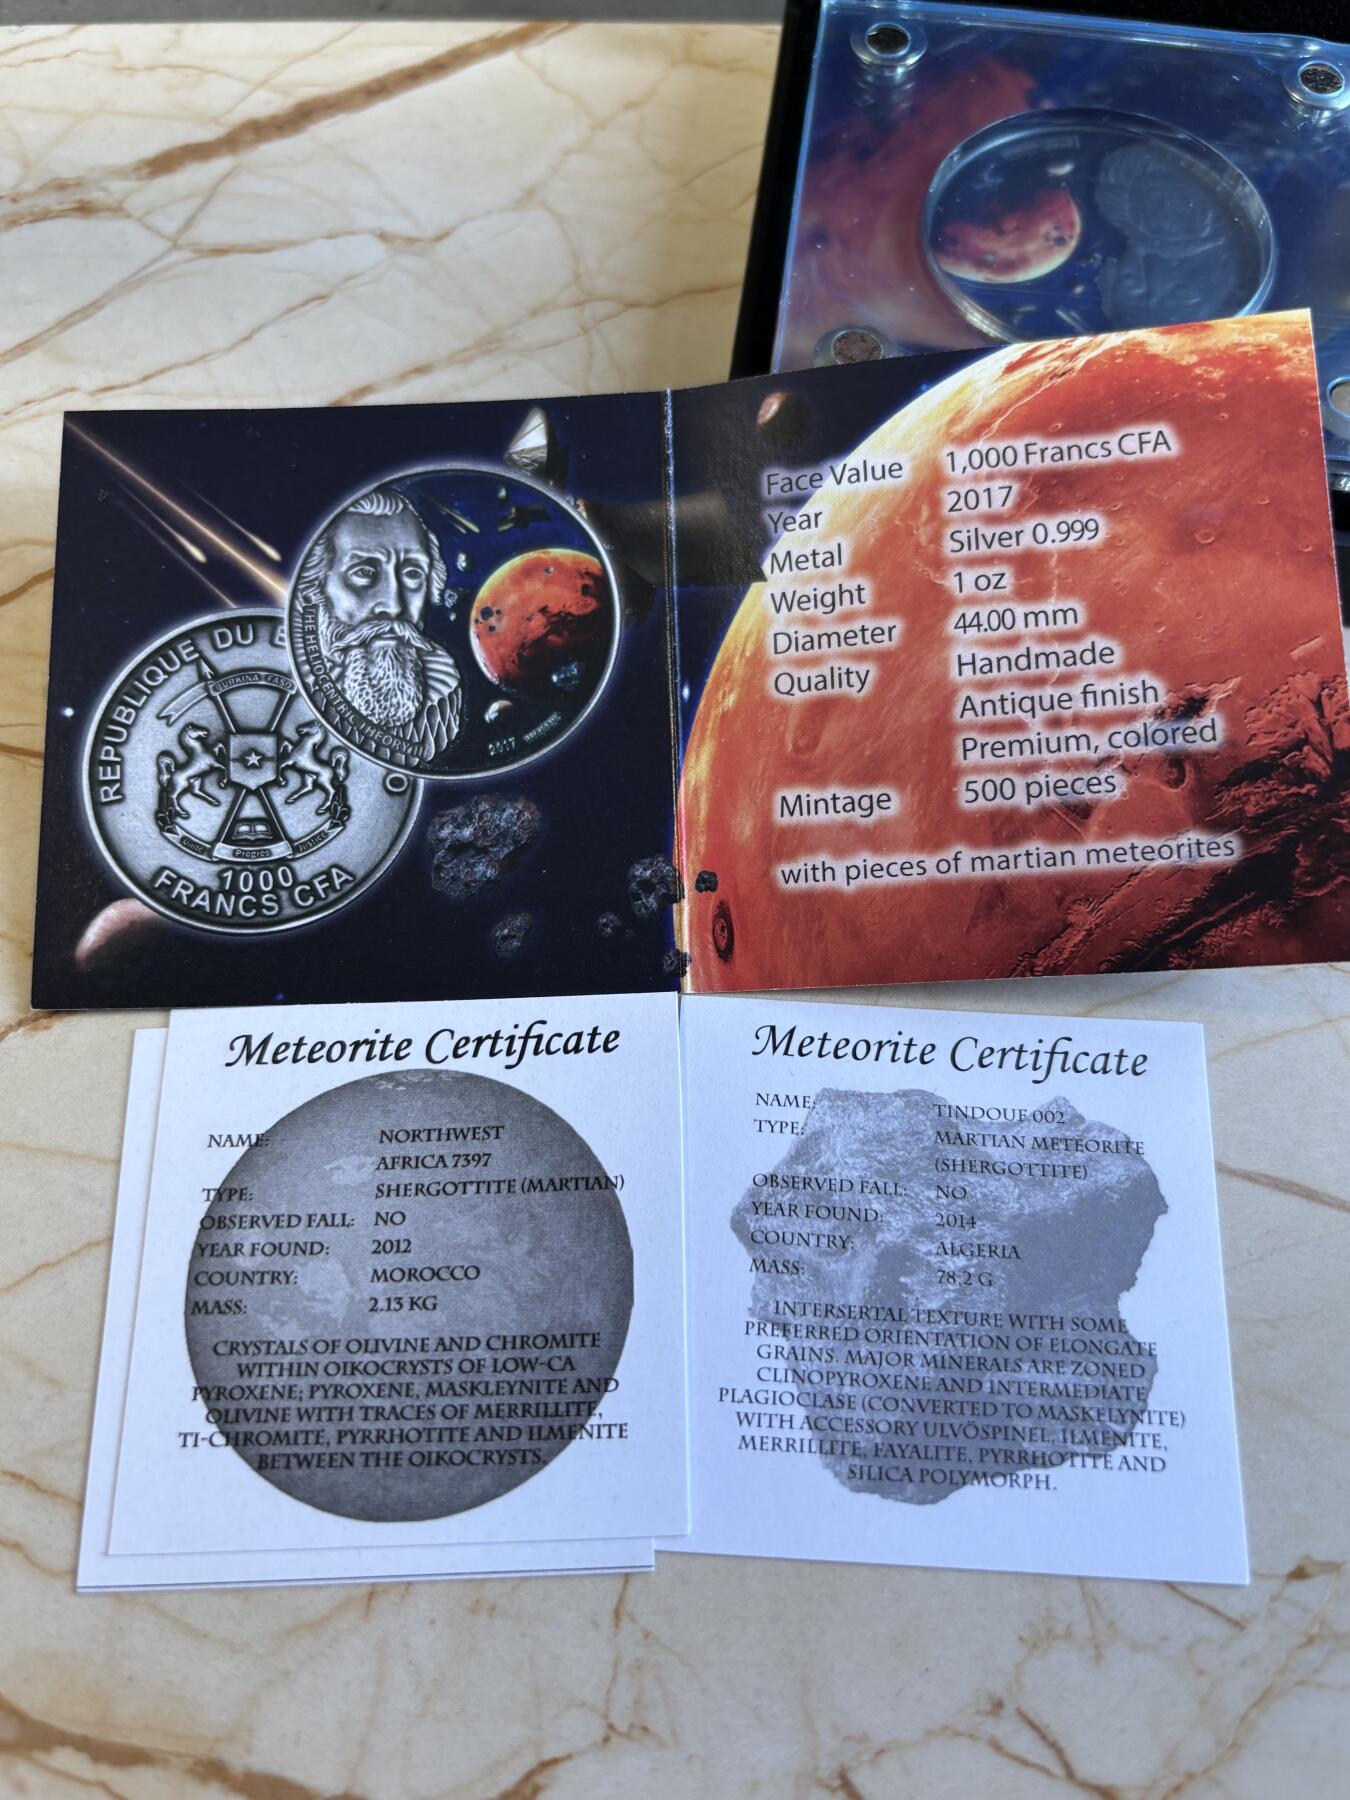 REPUBLIQUE DU
BURKINA FASO
Unité Progrès Justice
1000
FRANCS CFA
THE HELIOCENTRIC THEORY III
2017
Face Value 1,000 Francs CFA
Year 2017
Metal Silver 0.999
Weight 1 oz
Diameter 44.00 mm
Quality Handmade
Antique finish
Premium, colored
Mintage 500 pieces
with pieces of martian meteorites
Meteorite Certificate
NAME: NORTHWEST
AFRICA 7397
TYPE: SHERGOTTITE (MARTIAN)
OBSERVED FALL: NO
YEAR FOUND: 2012
COUNTRY: MOROCCO
MASS: 2.13 KG
CRYSTALS OF OLIVINE AND CHROMITE
WITHIN OIKOCRYSTS OF LOW-CA
PYROXENE; PYROXENE, MASKLEYNITE AND
OLIVINE WITH TRACES OF MERRILLITE,
TI-CHROMITE, PYRRHOTITE AND ILMENITE
BETWEEN THE OIKOCRYSTS.
Meteorite Certificate
NAME: TINDOUF 002
TYPE: MARTIAN METEORITE
(SHERGOTTITE)
OBSERVED FALL: NO
YEAR FOUND: 2014
COUNTRY: ALGERIA
MASS: 78,2 G
INTERSERTAL TEXTURE WITH SOME
PREFERRED ORIENTATION OF ELONGATE
GRAINS. MAJOR MINERALS ARE ZONED
CLINOPYROXENE AND INTERMEDIATE
PLAGIOCLASE (CONVERTED TO MASKELYNITE)
WITH ACCESSORY ULVÖSPINEL, ILMENITE,
MERRILLITE, FAYALITE, PYRRHOTITE AND
SILICA POLYMORPH.